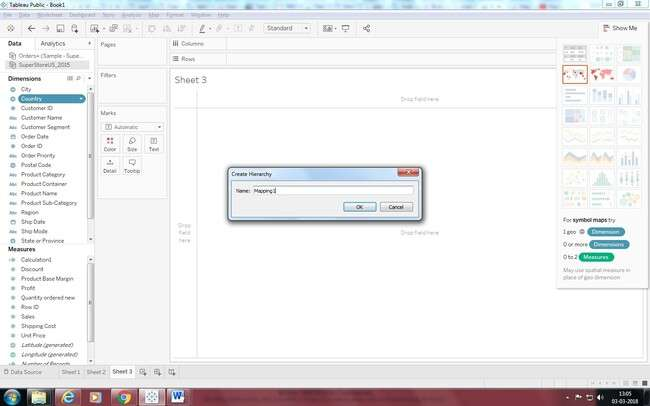 Tableau Public - Book1
File Data Worksheet Dashboard Story Analysis Map Format Window Help
Standard
Show Me
Data Analytics
Orders+ (Sample - Supe...
SuperStoreUS_2015
Dimensions
City
Country
Customer ID
Customer Name
Customer Segment
Order Date
Order ID
Order Priority
Postal Code
Product Category
Product Container
Product Name
Product Sub-Category
Region
Ship Date
Ship Mode
State or Province
Measures
Calculation1
Discount
Product Base Margin
Profit
Quantity ordered new
Row ID
Sales
Shipping Cost
Unit Price
Latitude (generated)
Longitude (generated)
Number of Records
Pages
Filters
Marks
Automatic
Color Size Text
Detail Tooltip
Columns
Rows
Sheet 3
Drop field here
Drop
field
here
Drop field here
Create Hierarchy
Name: Mapping1
OK Cancel
For symbol maps try
1 geo Dimension
0 or more Dimensions
0 to 2 Measures
May use spatial measure in
place of geo dimension
Data Source Sheet 1 Sheet 2 Sheet 3
13:05
03-03-2018